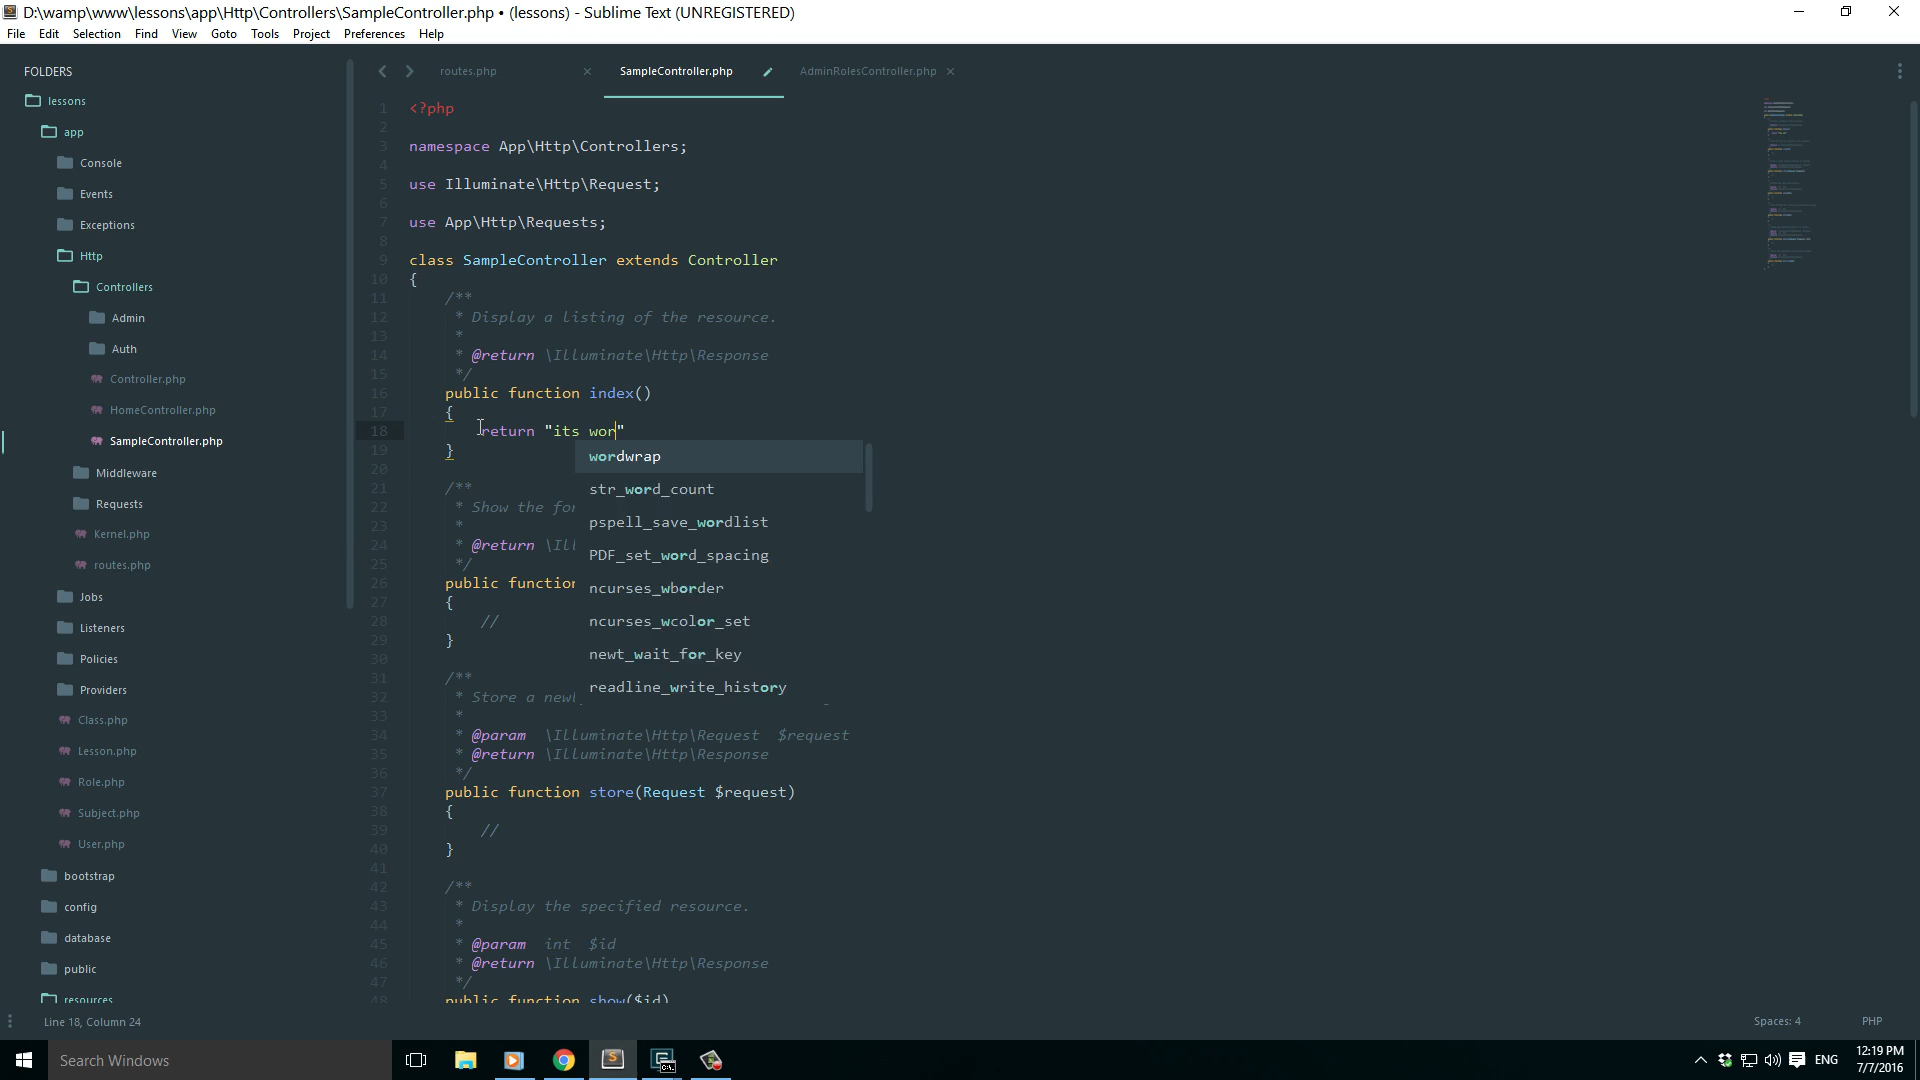 D:\wamp\www\lessons\app\Http\Controllers\SampleController.php • (lessons) - Sublime Text (UNREGISTERED)
File Edit Selection Find View Goto Tools Project Preferences Help
FOLDERS
lessons
app
Console
Events
Exceptions
Http
Controllers
Admin
Auth
Controller.php
HomeController.php
SampleController.php
Middleware
Requests
Kernel.php
routes.php
Jobs
Listeners
Policies
Providers
Class.php
Lesson.php
Role.php
Subject.php
User.php
bootstrap
config
database
public
resources
routes.php SampleController.php AdminRolesController.php
1 <?php
2
3 namespace App\Http\Controllers;
4
5 use Illuminate\Http\Request;
6
7 use App\Http\Requests;
8
9 class SampleController extends Controller
10 {
11 /**
12 * Display a listing of the resource.
13 *
14 * @return \Illuminate\Http\Response
15 */
16 public function index()
17 {
18 return "its wor"
19 }
20
21 /**
22 * Show the for
23 *
24 * @return \Ill
25 */
26 public function
27 {
28 //
29 }
30
31 /**
32 * Store a newl
33 *
34 * @param \Illuminate\Http\Request $request
35 * @return \Illuminate\Http\Response
36 */
37 public function store(Request $request)
38 {
39 //
40 }
41
42 /**
43 * Display the specified resource.
44 *
45 * @param int $id
46 * @return \Illuminate\Http\Response
47 */
48 public function show($id)
wordwrap
str_word_count
pspell_save_wordlist
PDF_set_word_spacing
ncurses_wborder
ncurses_wcolor_set
newt_wait_for_key
readline_write_history
Line 18, Column 24 Spaces: 4 PHP
Search Windows
ENG
12:19 PM
7/7/2016